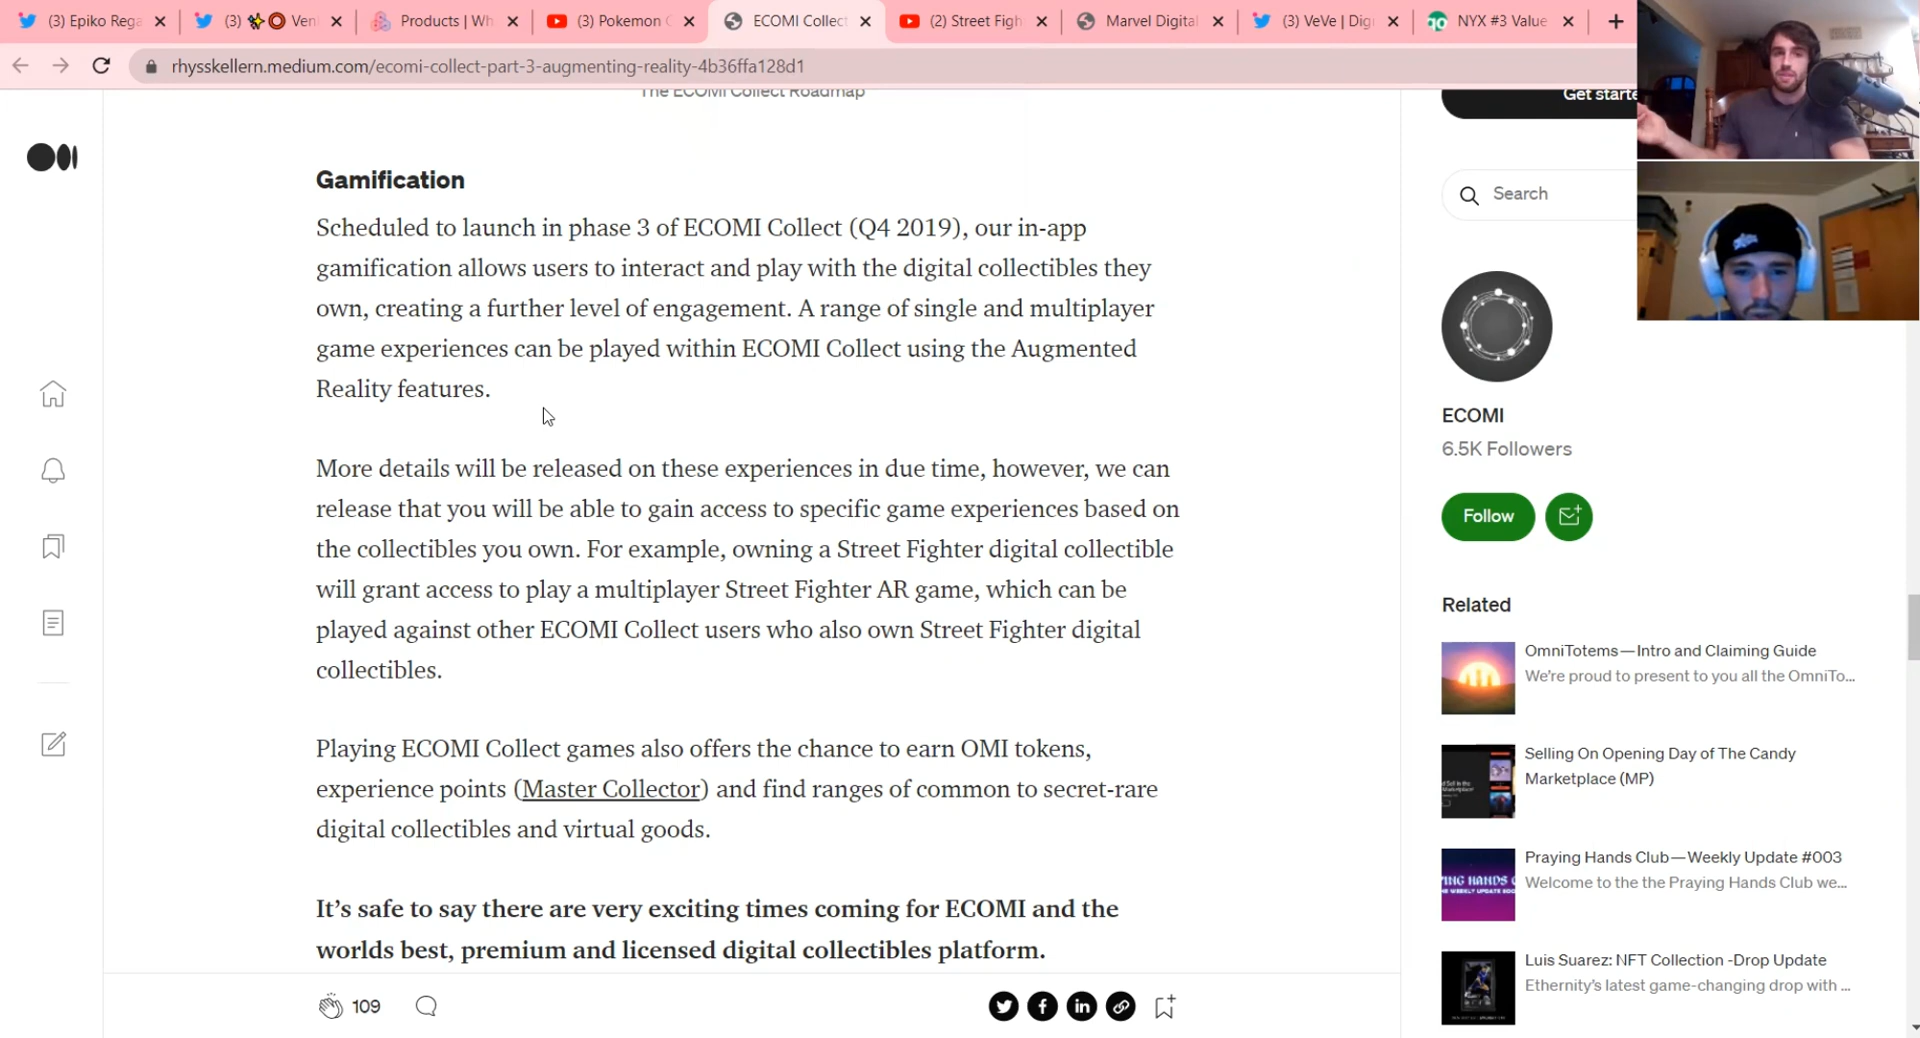 (3) Epiko Rega
(3) ✨⭕ Ven
Products | Wh
(3) Pokemon
ECOMI Collect
(2) Street Figh
Marvel Digital
(3) VeVe | Digi
NYX #3 Value
rhysskellern.medium.com/ecomi-collect-part-3-augmenting-reality-4b36ffa128d1
The ECOMI Collect Roadmap
Gamification
Scheduled to launch in phase 3 of ECOMI Collect (Q4 2019), our in-app
gamification allows users to interact and play with the digital collectibles they
own, creating a further level of engagement. A range of single and multiplayer
game experiences can be played within ECOMI Collect using the Augmented
Reality features.
More details will be released on these experiences in due time, however, we can
release that you will be able to gain access to specific game experiences based on
the collectibles you own. For example, owning a Street Fighter digital collectible
will grant access to play a multiplayer Street Fighter AR game, which can be
played against other ECOMI Collect users who also own Street Fighter digital
collectibles.
Playing ECOMI Collect games also offers the chance to earn OMI tokens,
experience points (Master Collector) and find ranges of common to secret-rare
digital collectibles and virtual goods.
It’s safe to say there are very exciting times coming for ECOMI and the
worlds best, premium and licensed digital collectibles platform.
109
Get starte
Search
ECOMI
6.5K Followers
Follow
Related
OmniTotems—Intro and Claiming Guide
We're proud to present to you all the OmniTo...
Selling On Opening Day of The Candy
Marketplace (MP)
Praying Hands Club—Weekly Update #003
Welcome to the the Praying Hands Club we...
Luis Suarez: NFT Collection -Drop Update
Ethernity’s latest game-changing drop with ...